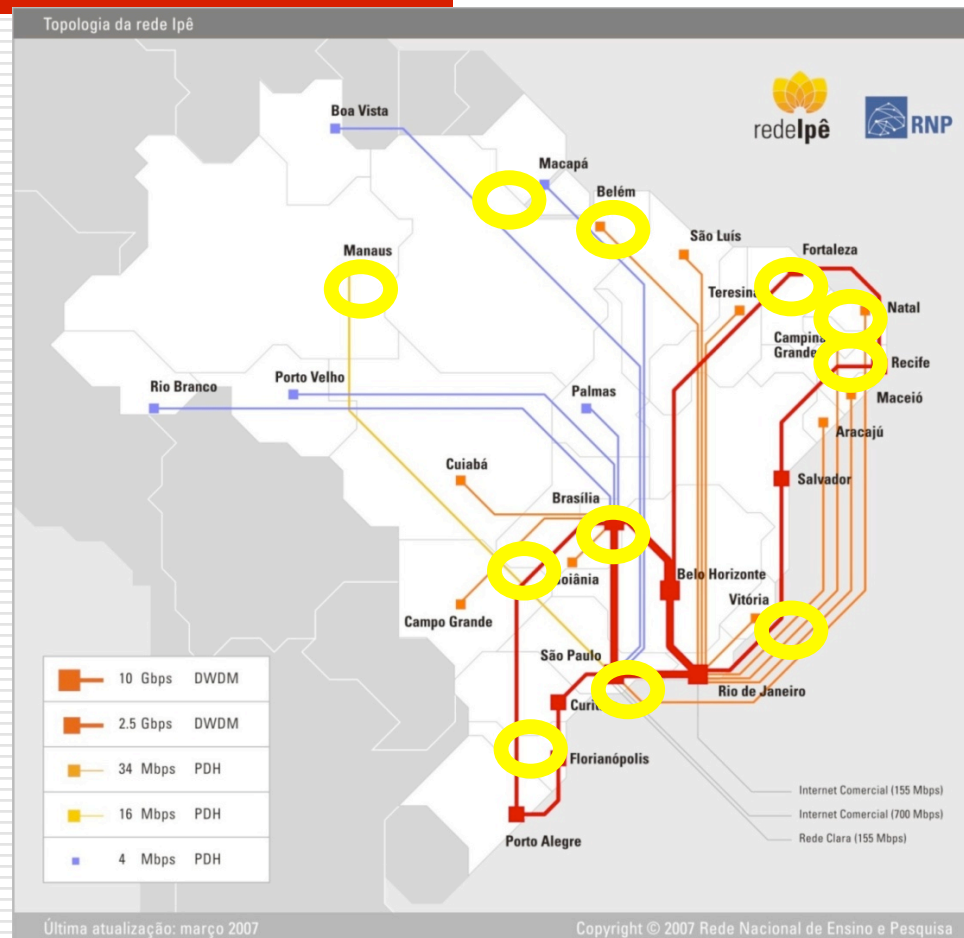 Topologia da rede Ipê
redeIpê
RNP
Boa Vista
Macapá
Belém
São Luís
Manaus
Fortaleza
Teresina
Natal
Campina
Grande
Recife
Rio Branco
Porto Velho
Palmas
Maceió
Aracajú
Cuiabá
Brasília
Salvador
oiânia
Belo Horizonte
Vitória
Campo Grande
São Paulo
Rio de Janeiro
Curit
Florianópolis
Porto Alegre
10 Gbps DWDM
2.5 Gbps DWDM
34 Mbps PDH
16 Mbps PDH
4 Mbps PDH
Internet Comercial (155 Mbps)
Internet Comercial (700 Mbps)
Rede Clara (155 Mbps)
Última atualização: março 2007
Copyright © 2007 Rede Nacional de Ensino e Pesquisa